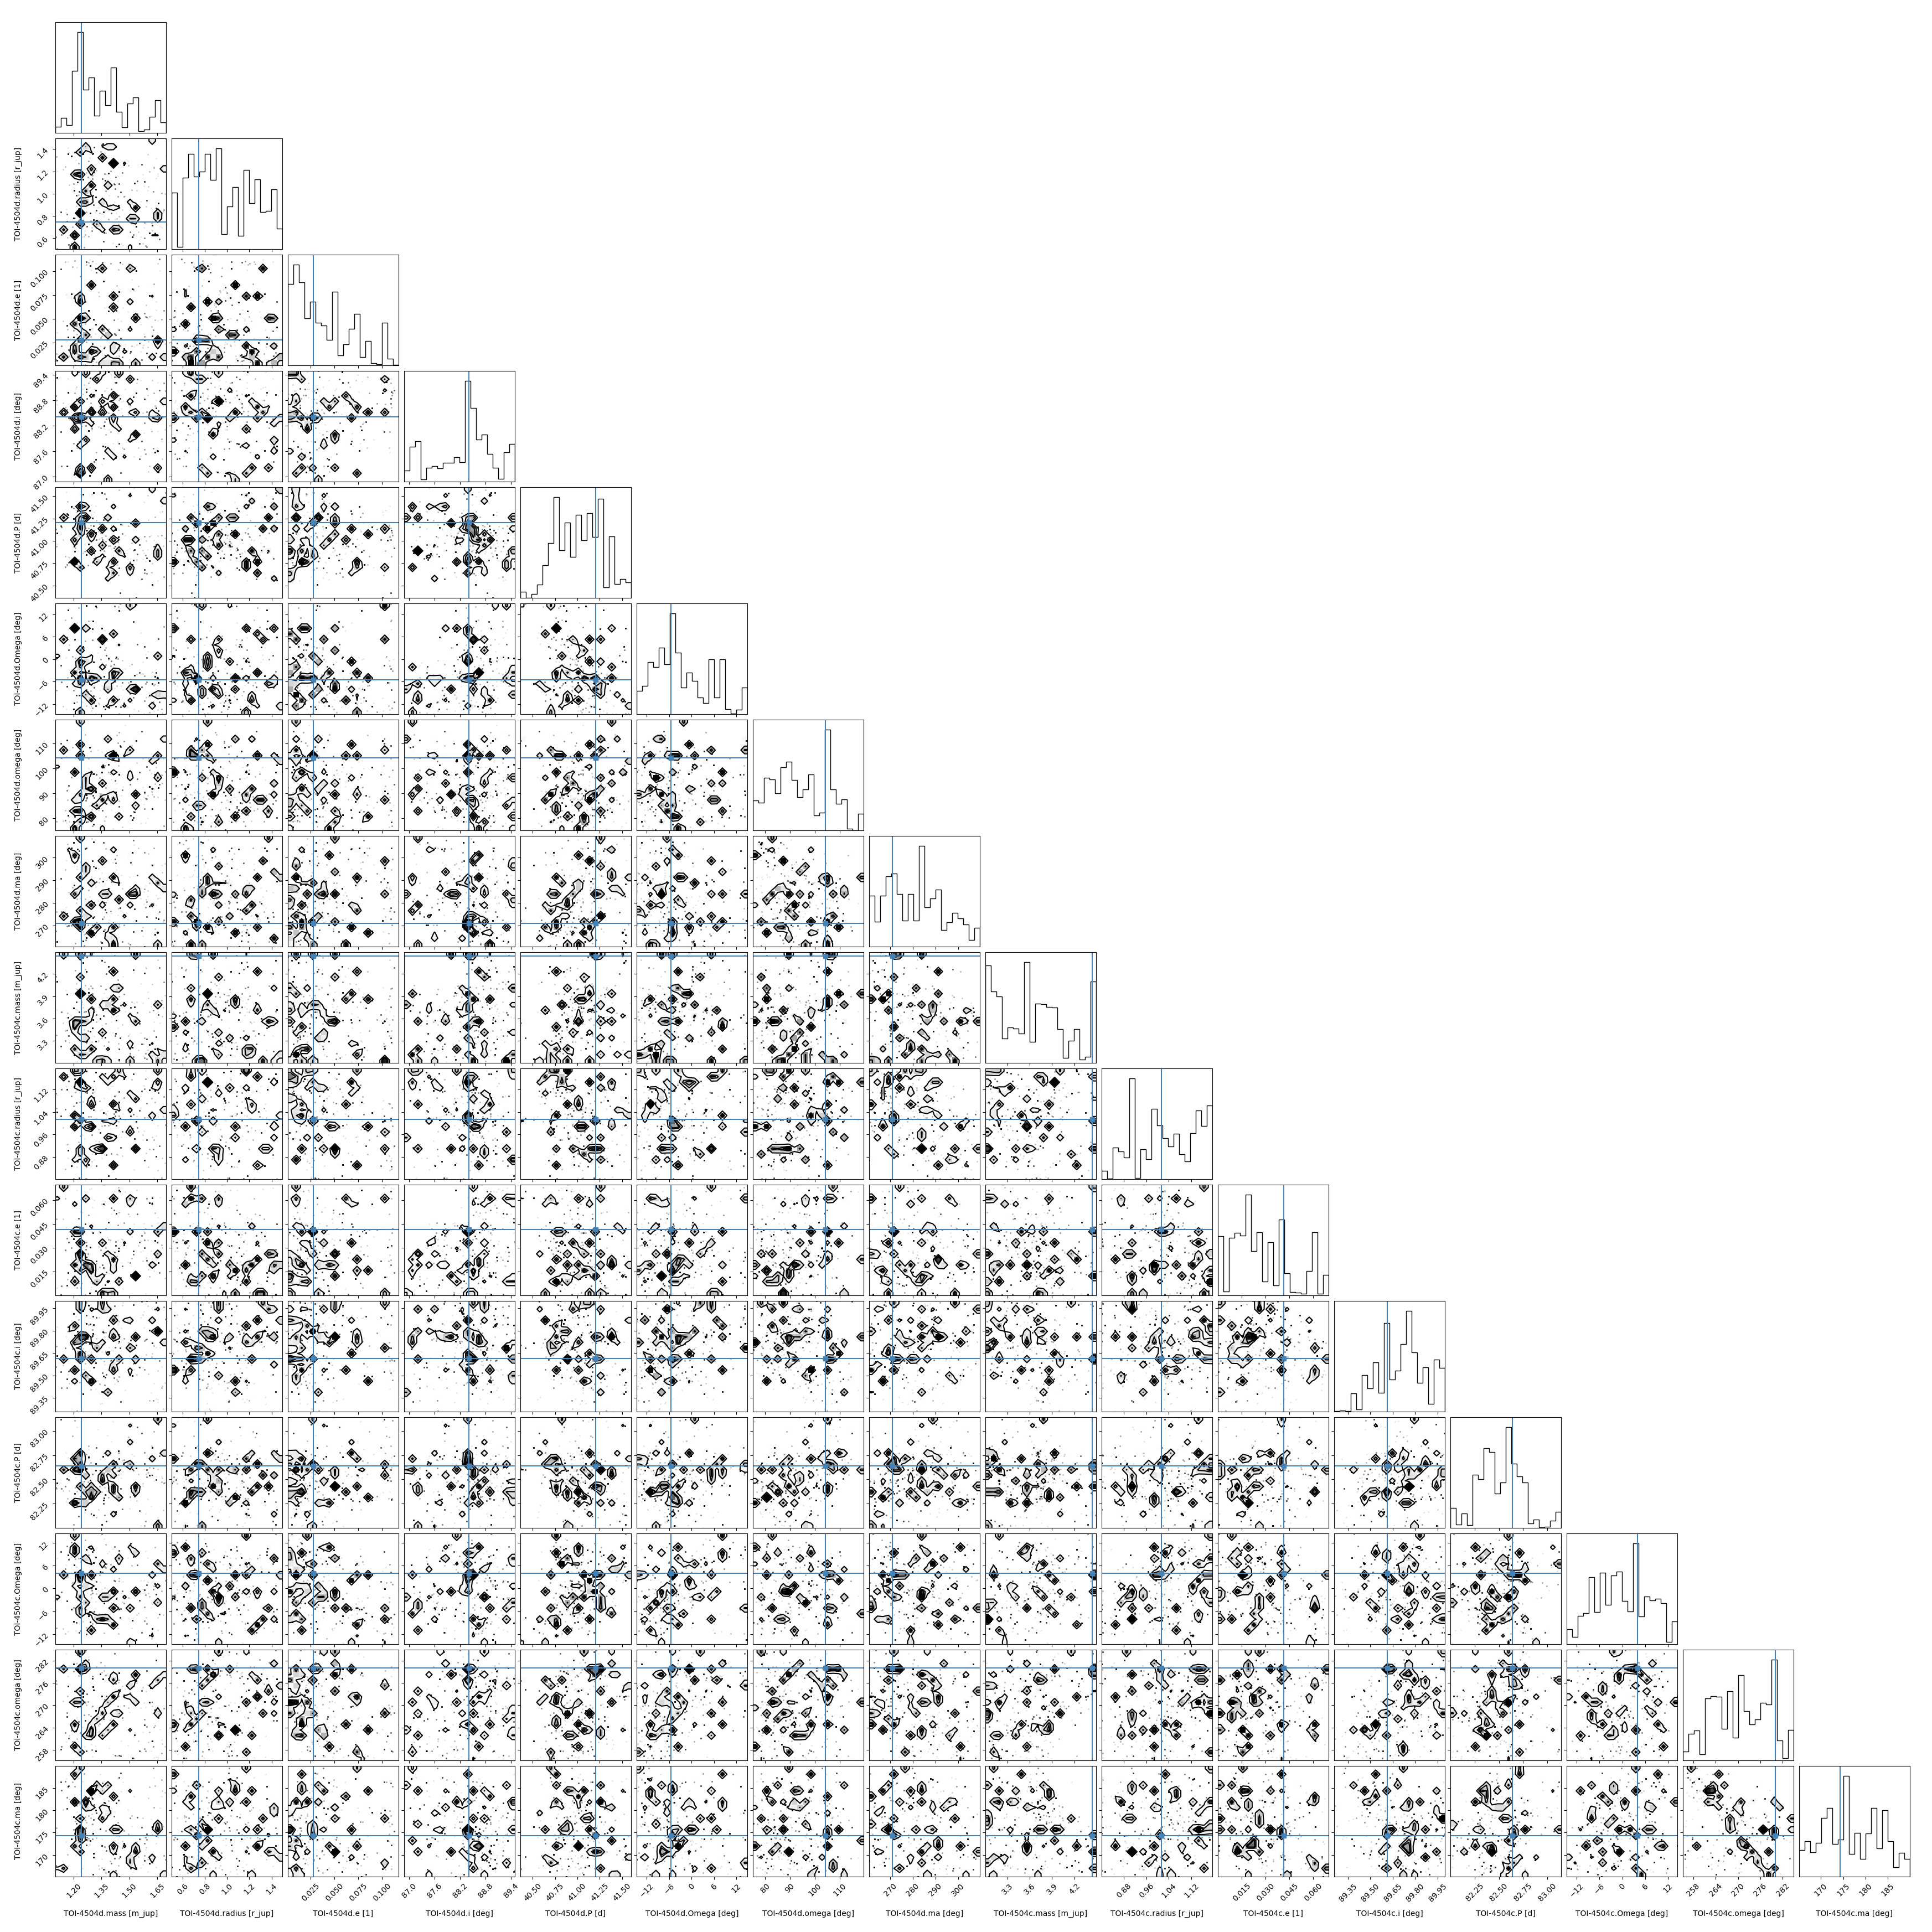 TOI-4504d.radius [r_jup]
0.6 0.8 1.0 1.2 1.4
TOI-4504d.e [1]
0.025 0.050 0.075 0.100
TOI-4504d.i [deg]
87.0 87.6 88.2 88.8 89.4
TOI-4504d.P [d]
40.50 40.75 41.00 41.25 41.50
TOI-4504d.Omega [deg]
−12 −6 0 6 12
TOI-4504d.omega [deg]
80 90 100 110
TOI-4504d.ma [deg]
270 280 290 300
TOI-4504c.mass [m_jup]
3.3 3.6 3.9 4.2
TOI-4504c.radius [r_jup]
0.88 0.96 1.04 1.12
TOI-4504c.e [1]
0.015 0.030 0.045 0.060
TOI-4504c.i [deg]
89.35 89.50 89.65 89.80 89.95
TOI-4504c.P [d]
82.25 82.50 82.75 83.00
TOI-4504c.Omega [deg]
−12 −6 0 6 12
TOI-4504c.omega [deg]
258 264 270 276 282
TOI-4504c.ma [deg]
170 175 180 185
1.20 1.35 1.50 1.65
TOI-4504d.mass [m_jup]
0.6 0.8 1.0 1.2 1.4
TOI-4504d.radius [r_jup]
0.025 0.050 0.075 0.100
TOI-4504d.e [1]
87.0 87.6 88.2 88.8 89.4
TOI-4504d.i [deg]
40.50 40.75 41.00 41.25 41.50
TOI-4504d.P [d]
−12 −6 0 6 12
TOI-4504d.Omega [deg]
80 90 100 110
TOI-4504d.omega [deg]
270 280 290 300
TOI-4504d.ma [deg]
3.3 3.6 3.9 4.2
TOI-4504c.mass [m_jup]
0.88 0.96 1.04 1.12
TOI-4504c.radius [r_jup]
0.015 0.030 0.045 0.060
TOI-4504c.e [1]
89.35 89.50 89.65 89.80 89.95
TOI-4504c.i [deg]
82.25 82.50 82.75 83.00
TOI-4504c.P [d]
−12 −6 0 6 12
TOI-4504c.Omega [deg]
258 264 270 276 282
TOI-4504c.omega [deg]
170 175 180 185
TOI-4504c.ma [deg]